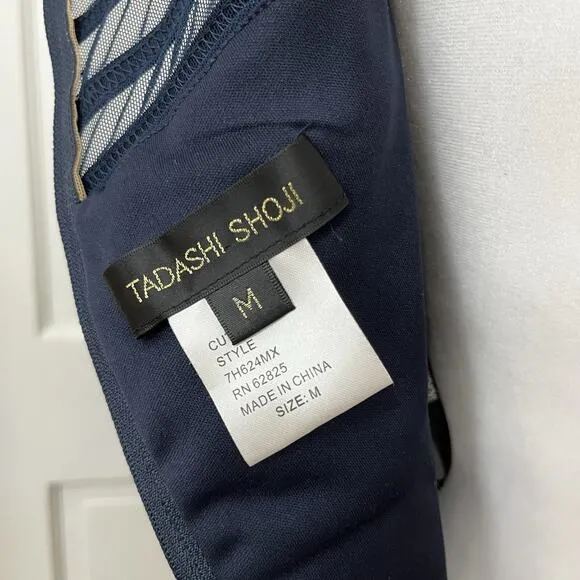 TADASHI SHOJI
M
CU
STYLE
7H624MX
RN 62825
MADE IN CHINA
SIZE: M